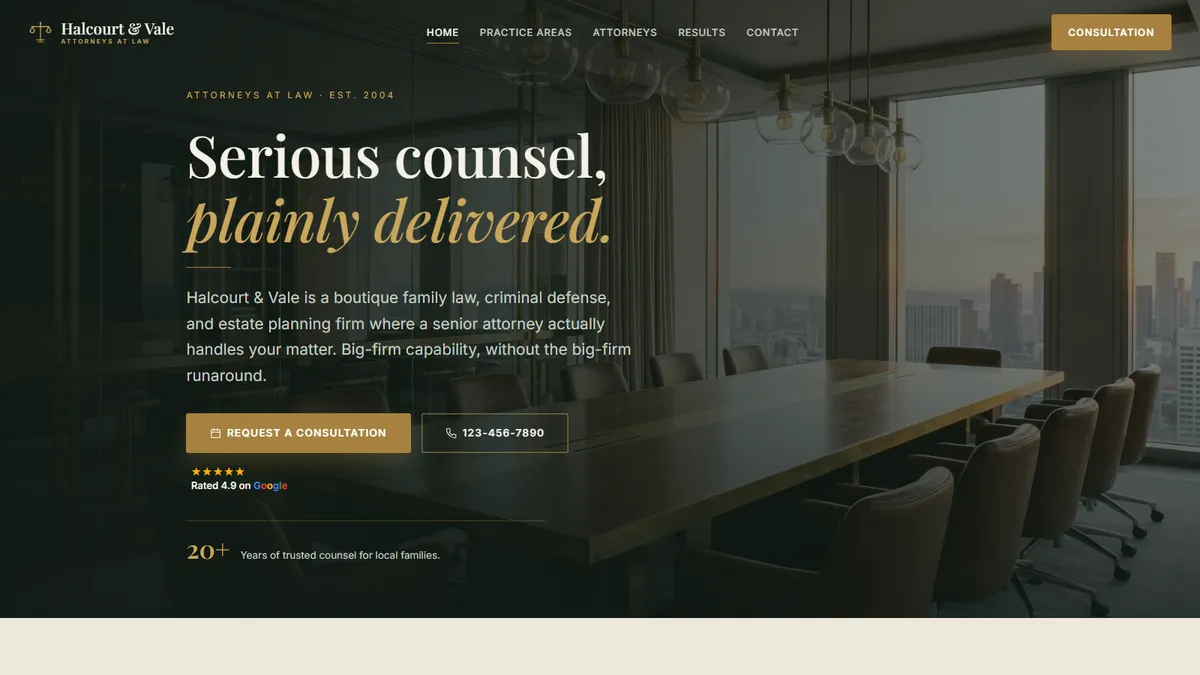 Halcourt & Vale
ATTORNEYS AT LAW
HOME
PRACTICE AREAS
ATTORNEYS
RESULTS
CONTACT
CONSULTATION
ATTORNEYS AT LAW · EST. 2004
Serious counsel,
plainly delivered.
Halcourt & Vale is a boutique family law, criminal defense,
and estate planning firm where a senior attorney actually
handles your matter. Big-firm capability, without the big-firm
runaround.
REQUEST A CONSULTATION
123-456-7890
★★★★★
Rated 4.9 on Google
20+ Years of trusted counsel for local families.